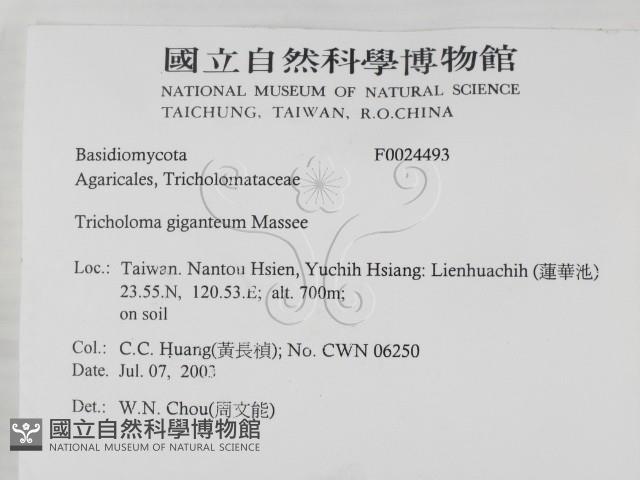 國立自然科學博物館
NATIONAL MUSEUM OF NATURAL SCIENCE
TAICHUNG, TAIWAN, R.O.CHINA
Basidiomycota F0024493
Agaricales, Tricholomataceae
Tricholoma giganteum Massee
Loc.: Taiwan. Nantou Hsien, Yuchih Hsiang: Lienhuachih (蓮華池)
23.55.N, 120.53.E; alt. 700m;
on soil
Col.: C.C. Huang(黃長禎); No. CWN 06250
Date. Jul. 07, 2003
Det.: W.N. Chou(周文能)
國立自然科學博物館
NATIONAL MUSEUM OF NATURAL SCIENCE